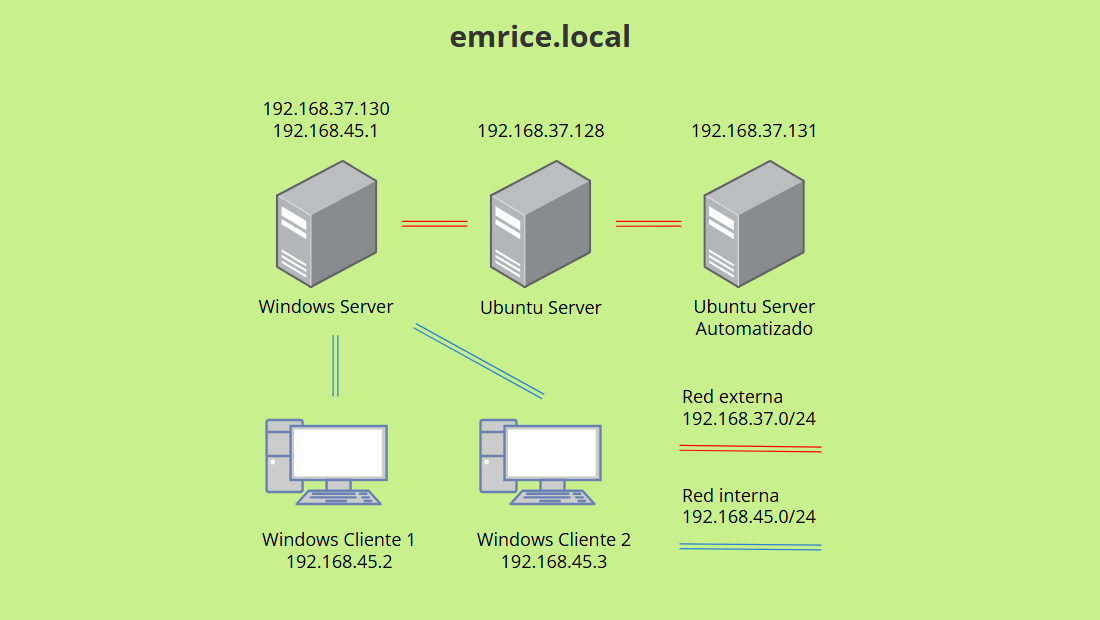 emrice.local
192.168.37.130
192.168.45.1
192.168.37.128
192.168.37.131
Windows Server
Ubuntu Server
Ubuntu Server
Automatizado
Red externa
192.168.37.0/24
Red interna
192.168.45.0/24
Windows Cliente 1
192.168.45.2
Windows Cliente 2
192.168.45.3